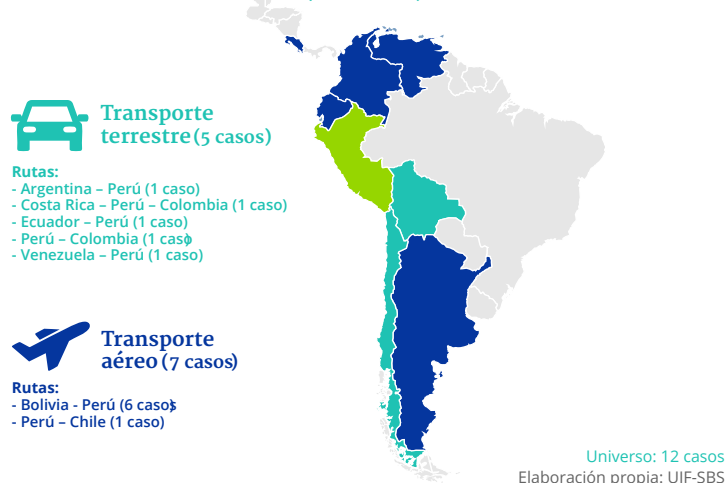 Transporte
terrestre (5 casos)
Rutas:
- Argentina – Perú (1 caso)
- Costa Rica – Perú – Colombia (1 caso)
- Ecuador – Perú (1 caso)
- Perú – Colombia (1 caso)
- Venezuela – Perú (1 caso)
Transporte
aéreo (7 casos)
Rutas:
- Bolivia - Perú (6 casos)
- Perú – Chile (1 caso)
Universo: 12 casos
Elaboración propia: UIF-SBS